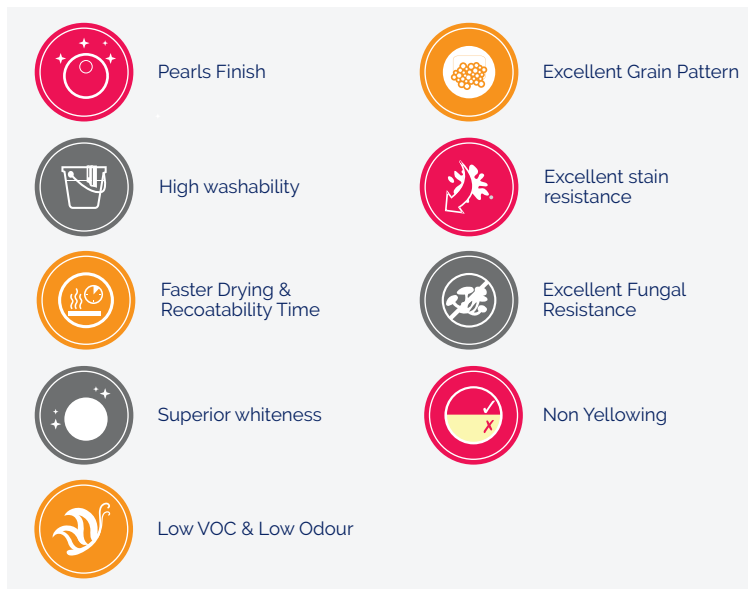 Pearls Finish
High washability
Faster Drying &
Recoatability Time
Superior whiteness
Low VOC & Low Odour
Excellent Grain Pattern
Excellent stain
resistance
Excellent Fungal
Resistance
Non Yellowing